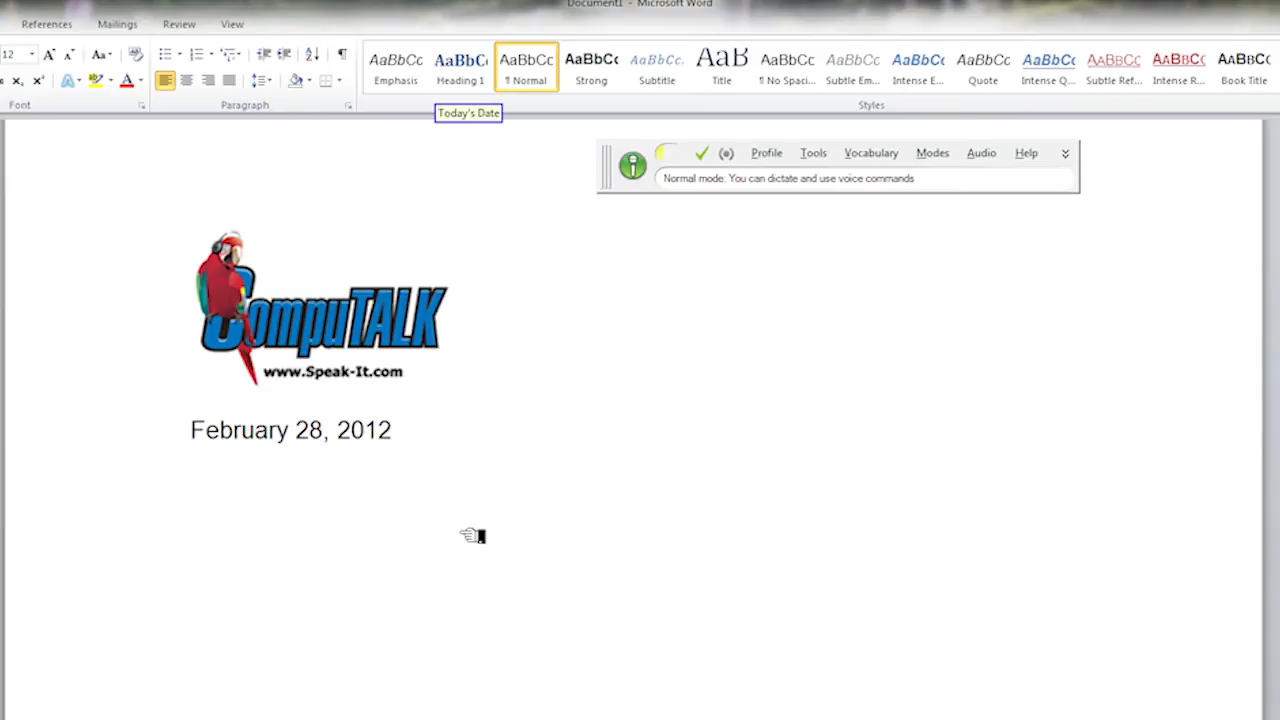 Document1 - Microsoft Word
References Mailings Review View
12 Aa
AaBbCc AaBbCc AaBbCc AaBbCc AaBbCc. AaB AaBbCc AaBbCc AaBbCc AaBbCc AaBbCc AaBbCc AaBbCc AaBbCc
Emphasis Heading 1 ¶ Normal Strong Subtitle Title ¶ No Spaci... Subtle Em... Intense E... Quote Intense Q... Subtle Ref... Intense R... Book Title
Font Paragraph Styles
Today's Date
Profile Tools Vocabulary Modes Audio Help
Normal mode: You can dictate and use voice commands
CompuTALK
www.Speak-It.com
February 28, 2012